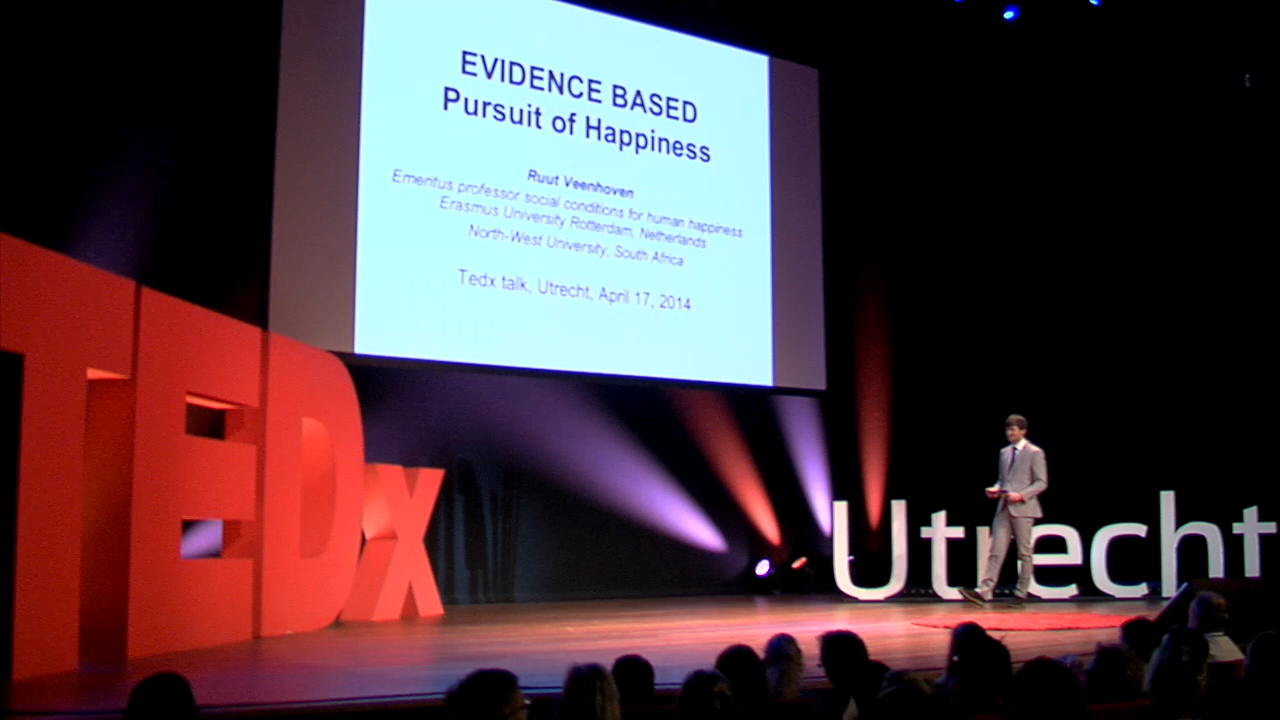 EVIDENCE BASED
Pursuit of Happiness
Ruut Veenhoven
Emeritus professor social conditions for human happiness
Erasmus University Rotterdam, Netherlands
North-West University, South Africa
Tedx talk, Utrecht, April 17, 2014
TEDx
Utrecht